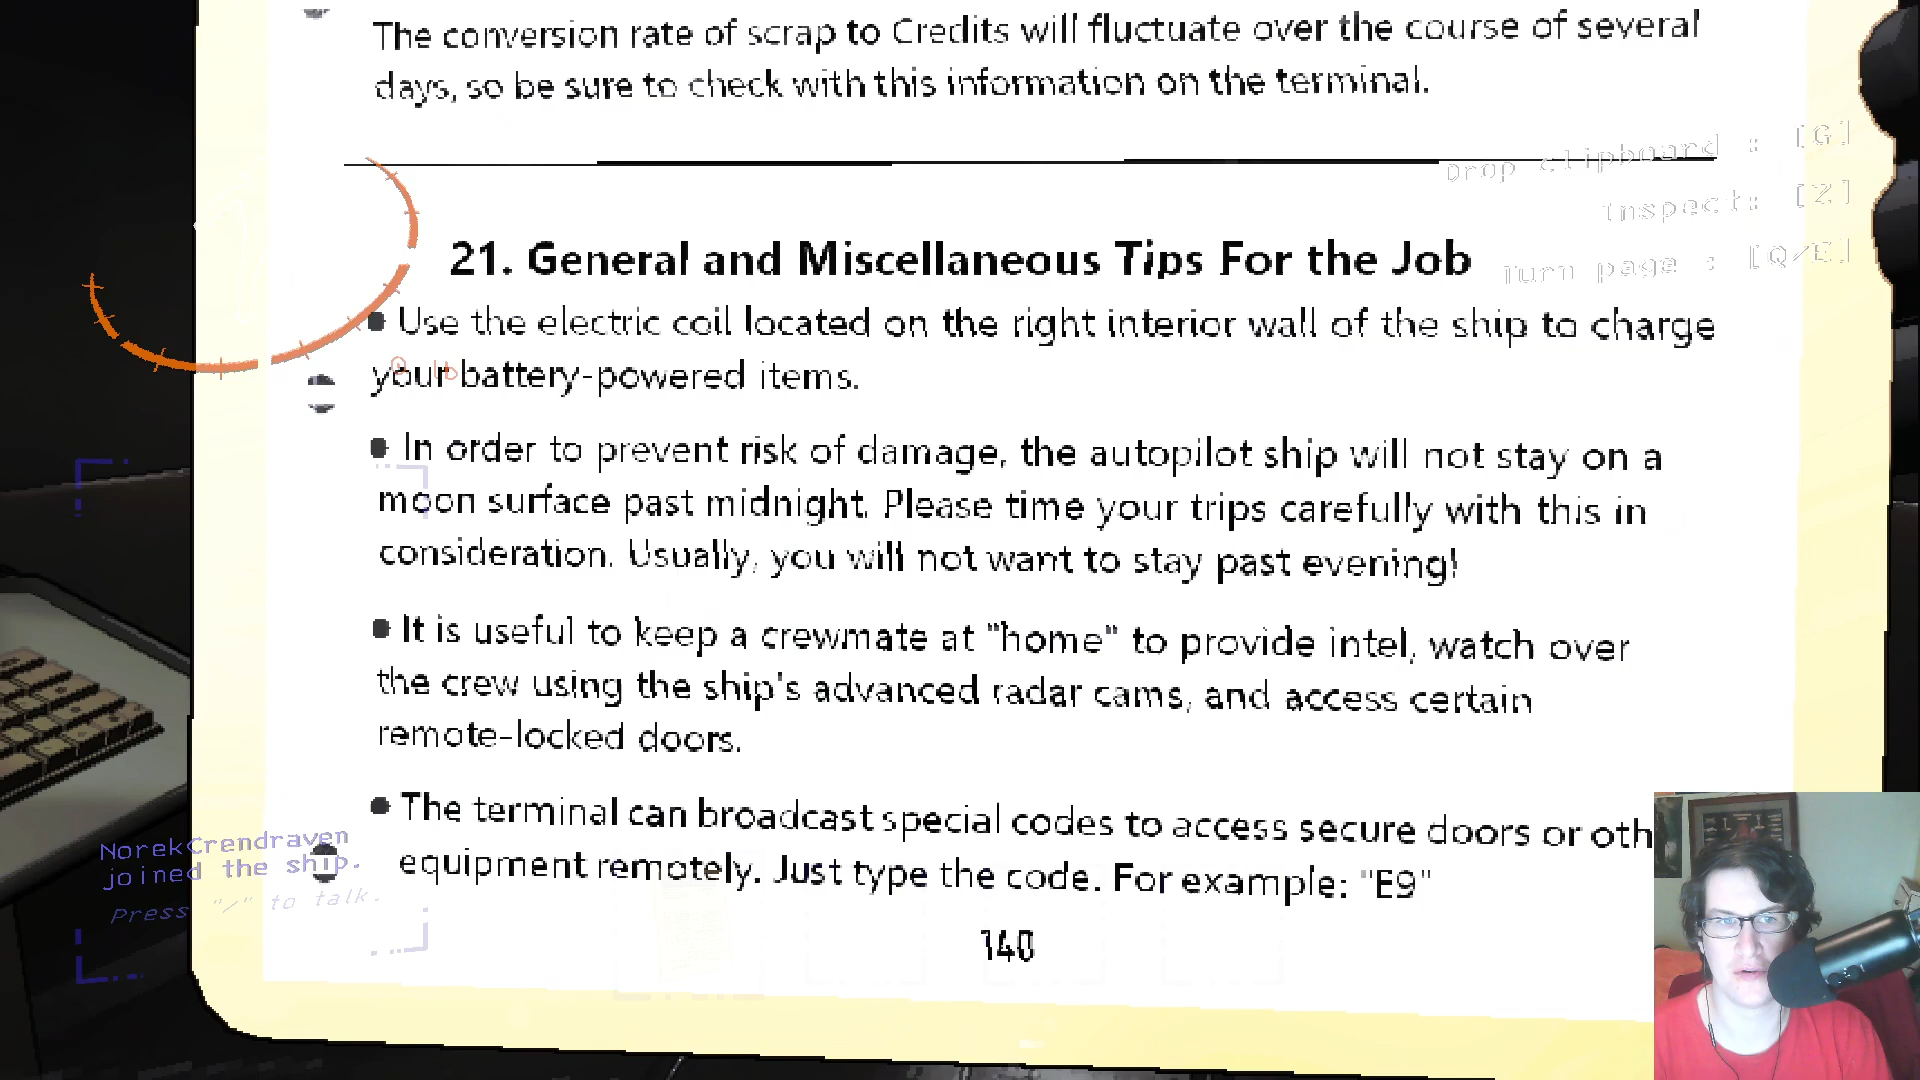 The conversion rate of scrap to Credits will fluctuate over the course of several
days, so be sure to check with this information on the terminal.
Drop clipboard : [G]
Inspect: [Z]
Turn page : [Q/E]
21. General and Miscellaneous Tips For the Job
Use the electric coil located on the right interior wall of the ship to charge
your battery-powered items.
In order to prevent risk of damage, the autopilot ship will not stay on a
moon surface past midnight. Please time your trips carefully with this in
consideration. Usually, you will not want to stay past evening!
It is useful to keep a crewmate at "home" to provide intel, watch over
the crew using the ship's advanced radar cams, and access certain
remote-locked doors.
The terminal can broadcast special codes to access secure doors or oth
equipment remotely. Just type the code. For example: "E9"
NorekCrendraven
joined the ship.
Press "/" to talk.
140